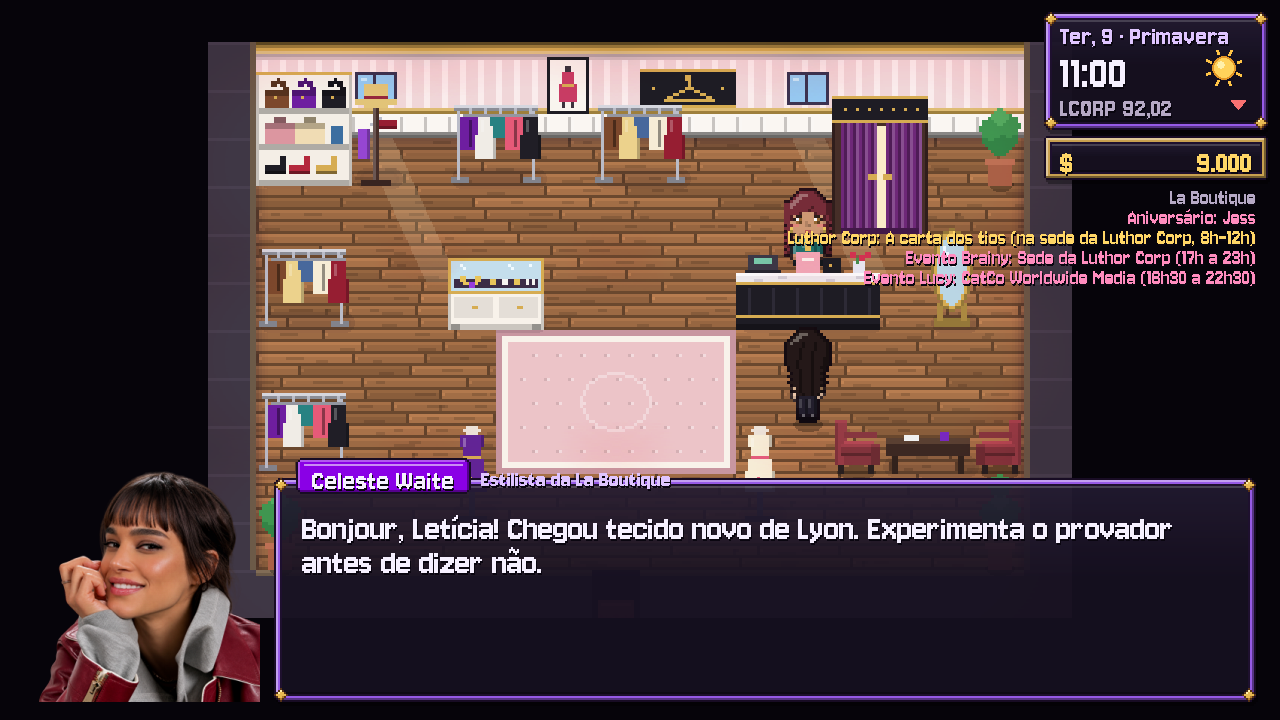 Ter, 9 · Primavera
11:00
LCORP 92,02
$ 9.000
La Boutique
Aniversário: Jess
Luthor Corp: A carta dos tios (na sede da Luthor Corp, 8h-12h)
Evento Brainy: Sede da Luthor Corp (17h a 23h)
Evento Lucy: CatCo Worldwide Media (16h30 a 22h30)
Celeste Waite
Estilista da La Boutique
Bonjour, Letícia! Chegou tecido novo de Lyon. Experimenta o provador
antes de dizer não.